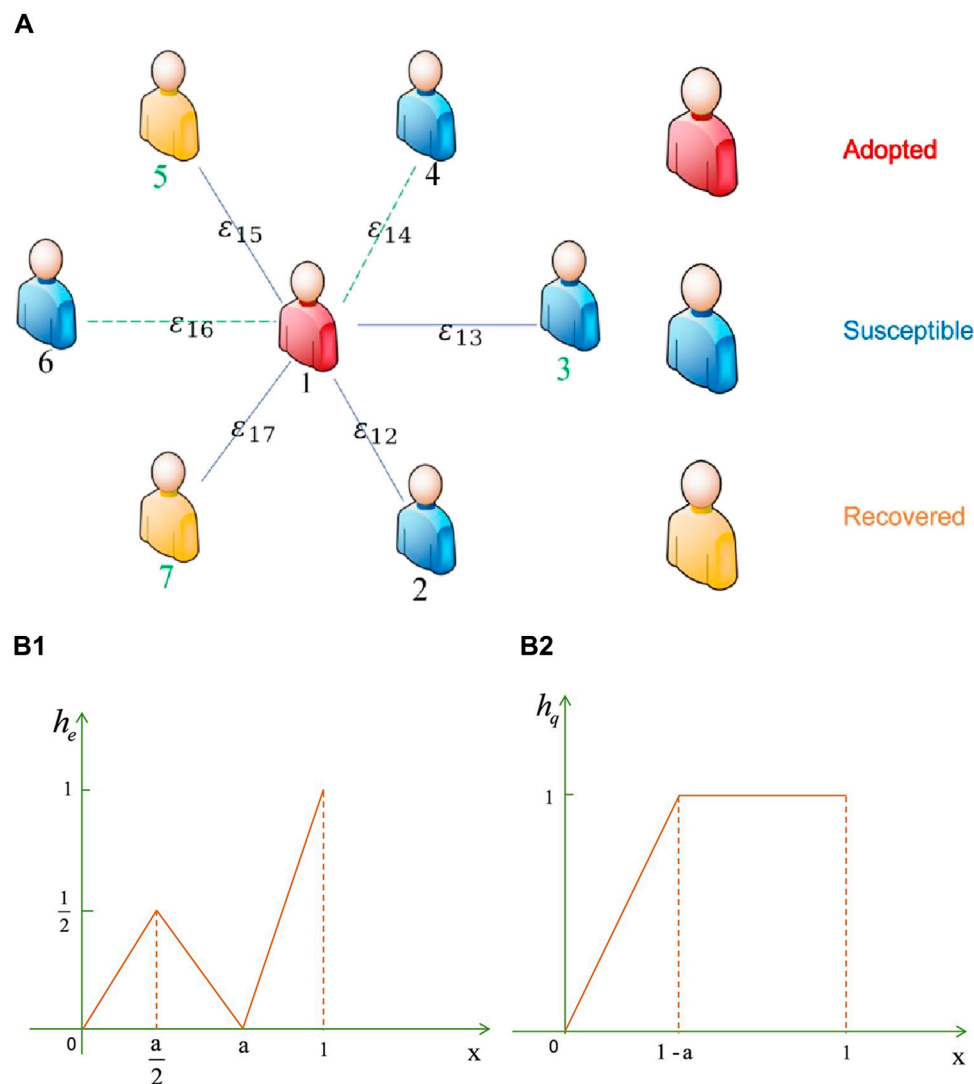 A
5
4
Adopted
ε15
ε14
6
ε16
1
ε13
3
Susceptible
ε17
ε12
7
2
Recovered
B1
B2
he
1
1/2
0
a/2
a
1
x
hq
1
0
1 - a
1
x